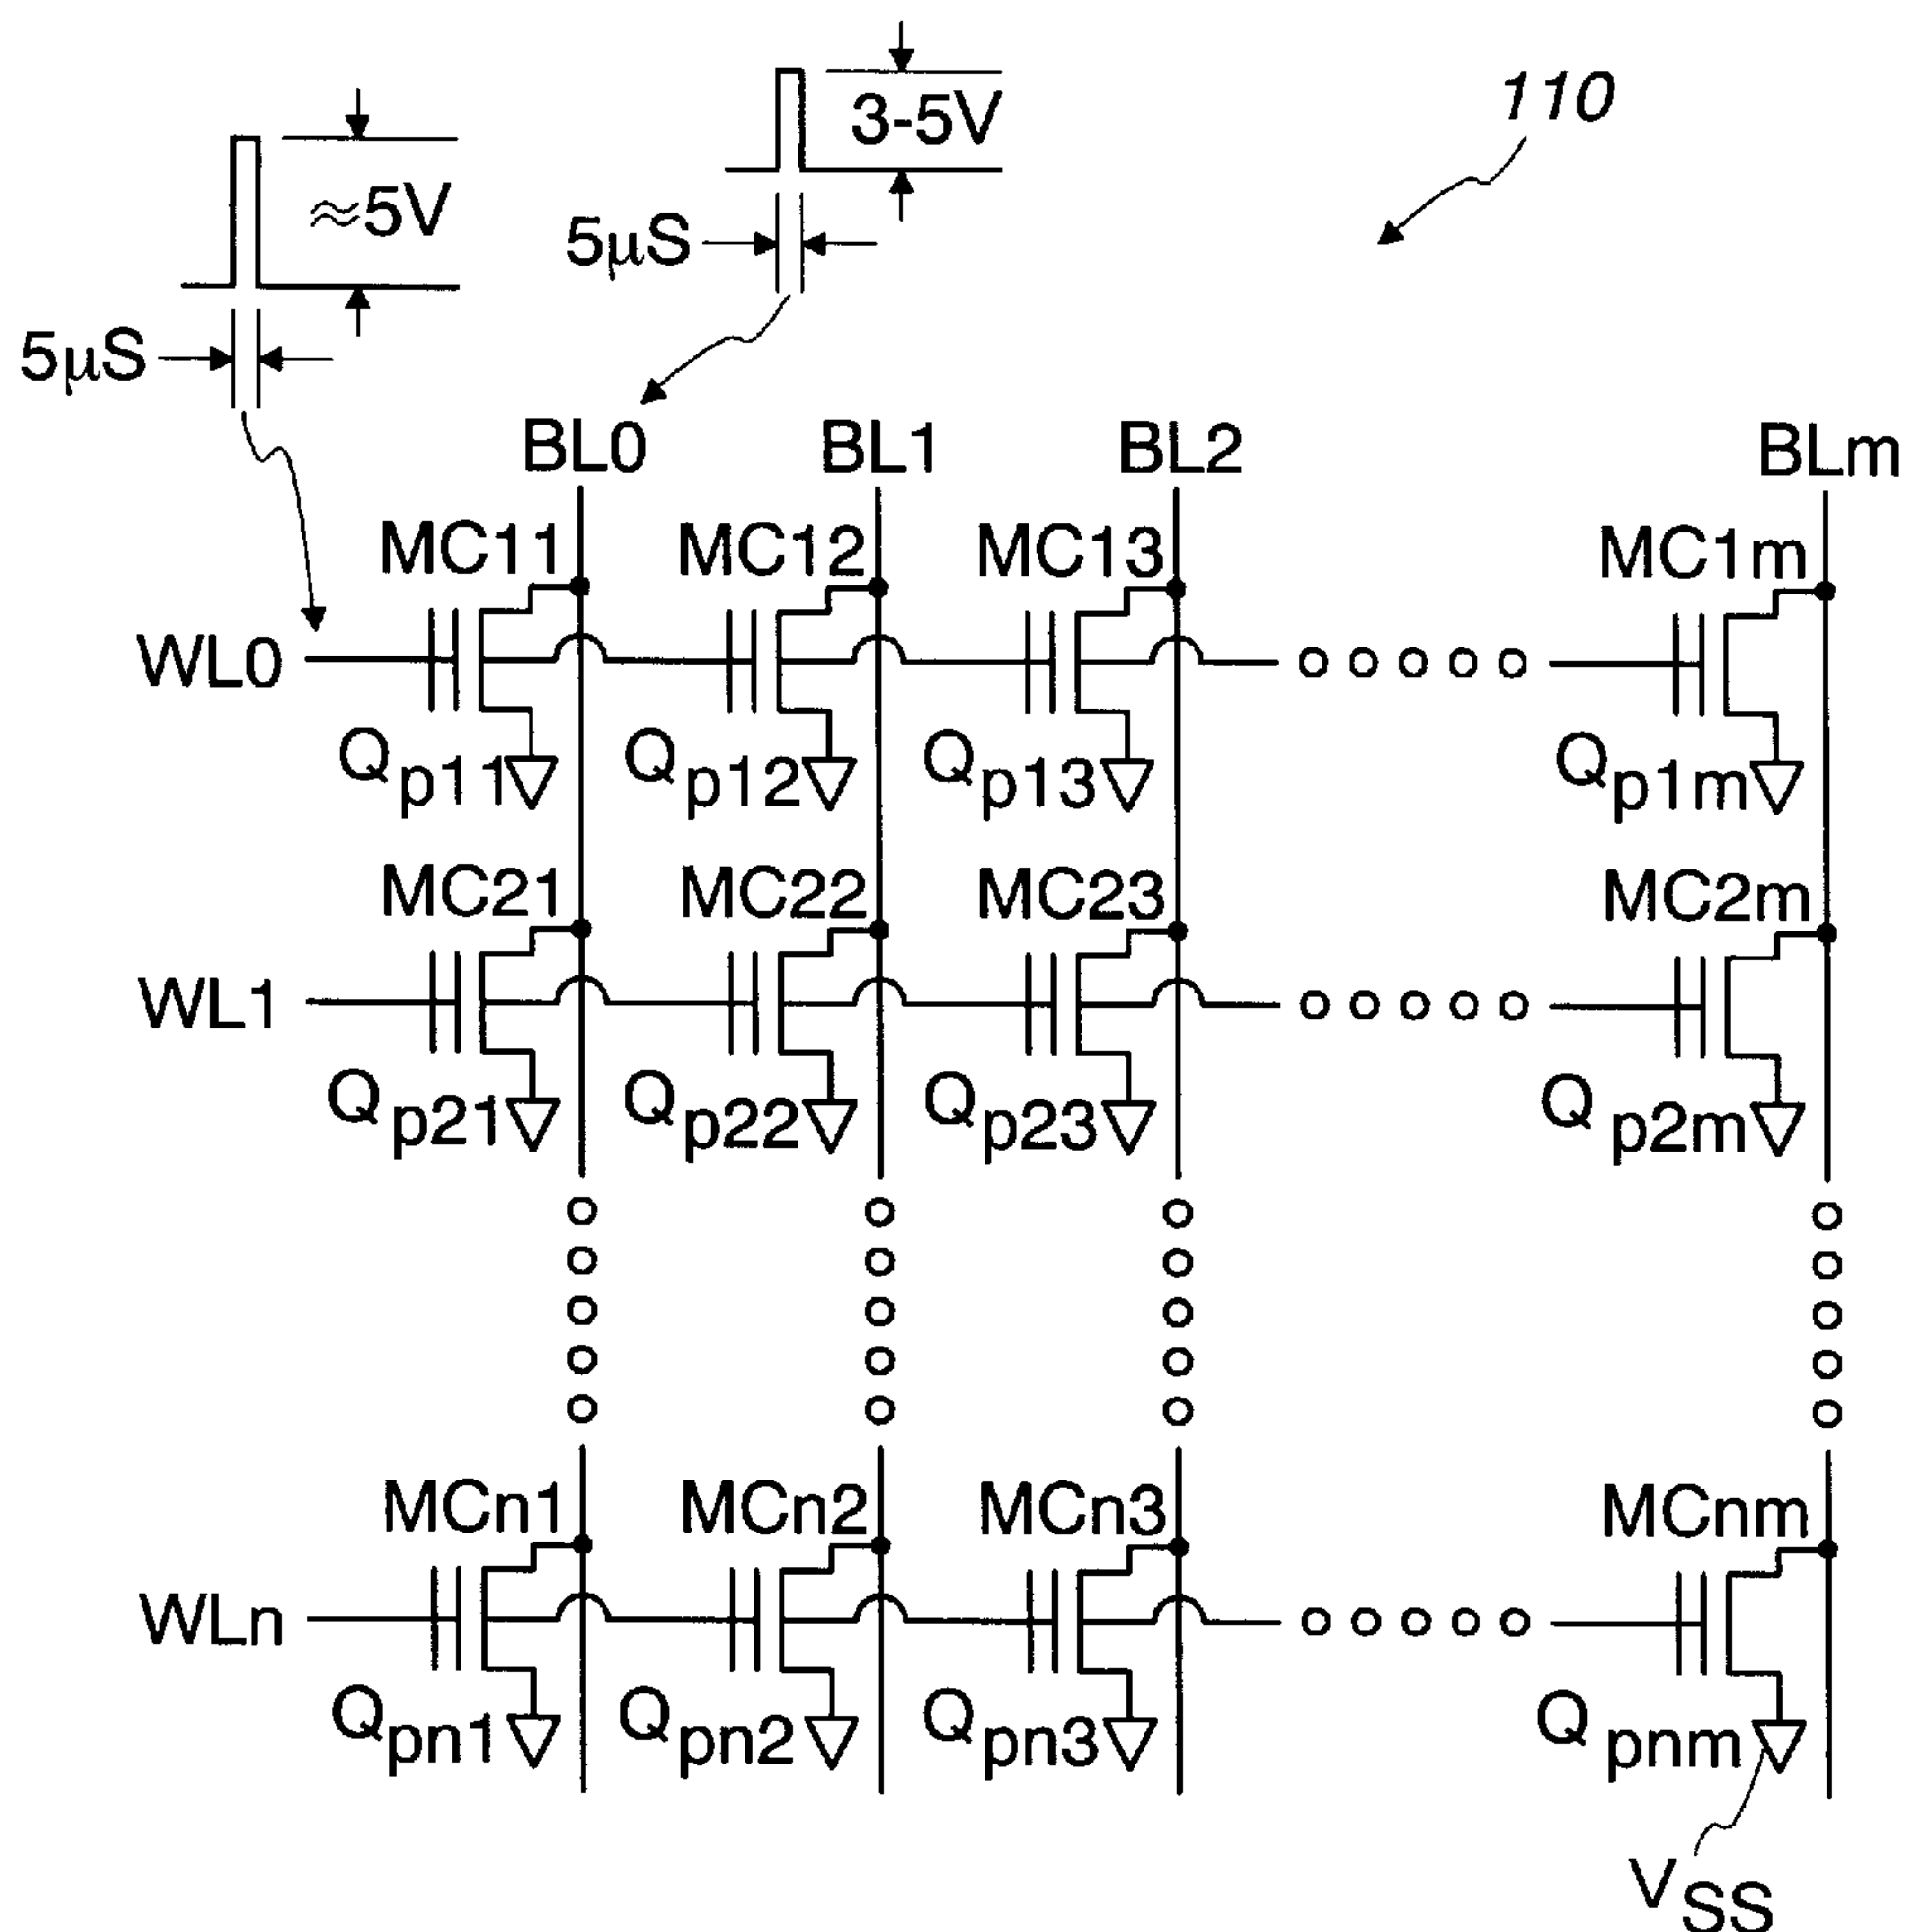 110
3-5V
≈5V
5µS
5µS
BL0 BL1 BL2 BLm
MC11 MC12 MC13 MC1m
WL0
Qp11 Qp12 Qp13 Qp1m
MC21 MC22 MC23 MC2m
WL1
Qp21 Qp22 Qp23 Qp2m
MCn1 MCn2 MCn3 MCnm
WLn
Qpn1 Qpn2 Qpn3 Qpnm
VSS